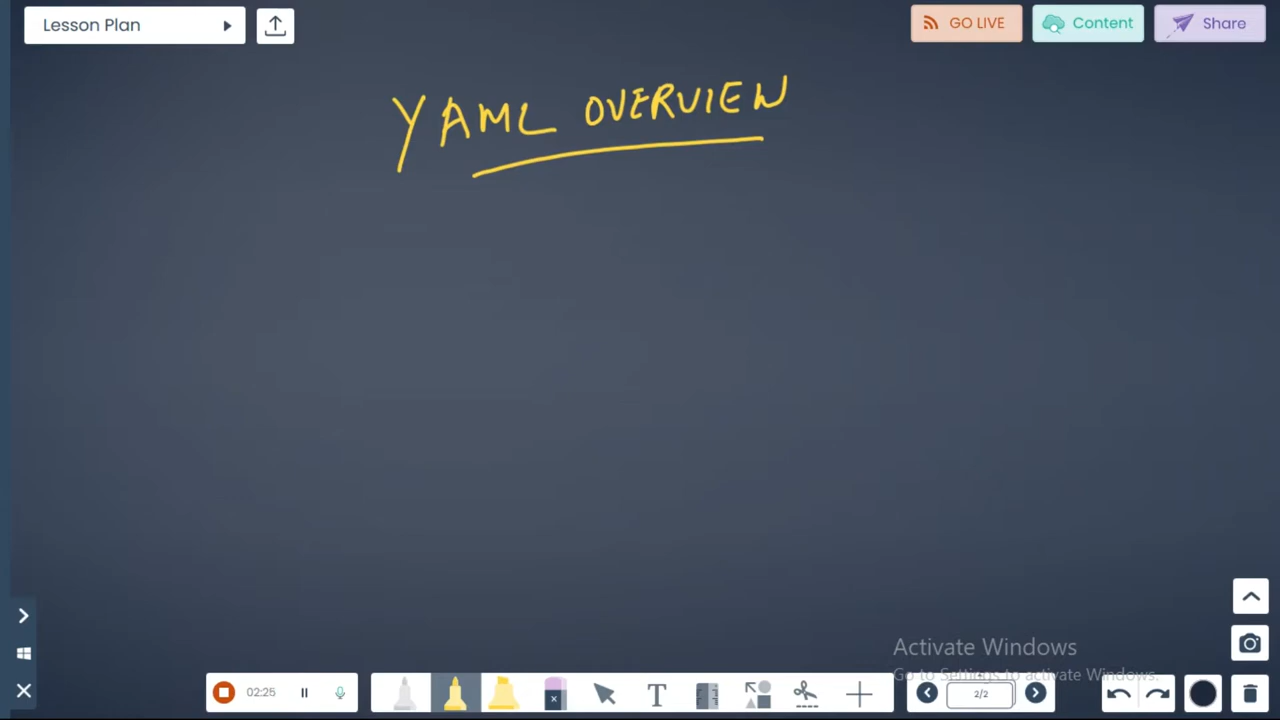 Lesson Plan
GO LIVE
Content
Share
YAML OVERVIEW
Activate Windows
Go to Settings to activate Windows.
02:25
T
2/2